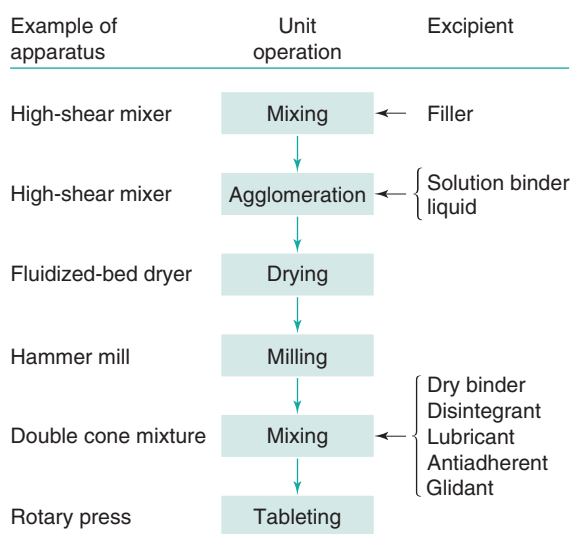 Example of apparatus
Unit operation
Excipient
High-shear mixer
Mixing
Filler
High-shear mixer
Agglomeration
Solution binder
liquid
Fluidized-bed dryer
Drying
Hammer mill
Milling
Double cone mixture
Mixing
Dry binder
Disintegrant
Lubricant
Antiadherent
Glidant
Rotary press
Tableting